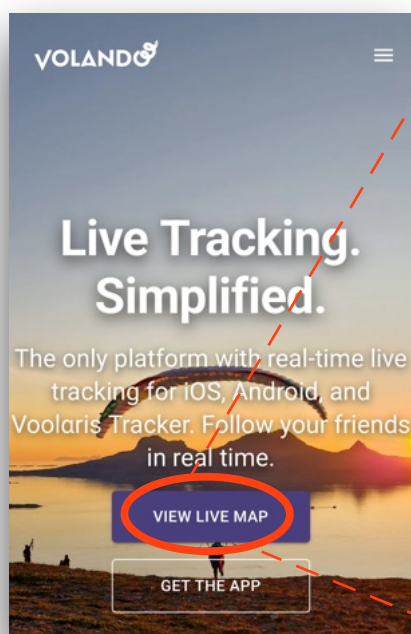 VOLANDO
Live Tracking.
Simplified.
The only platform with real-time live
tracking for iOS, Android, and
Voolaris Tracker. Follow your friends
in real time.
VIEW LIVE MAP
GET THE APP